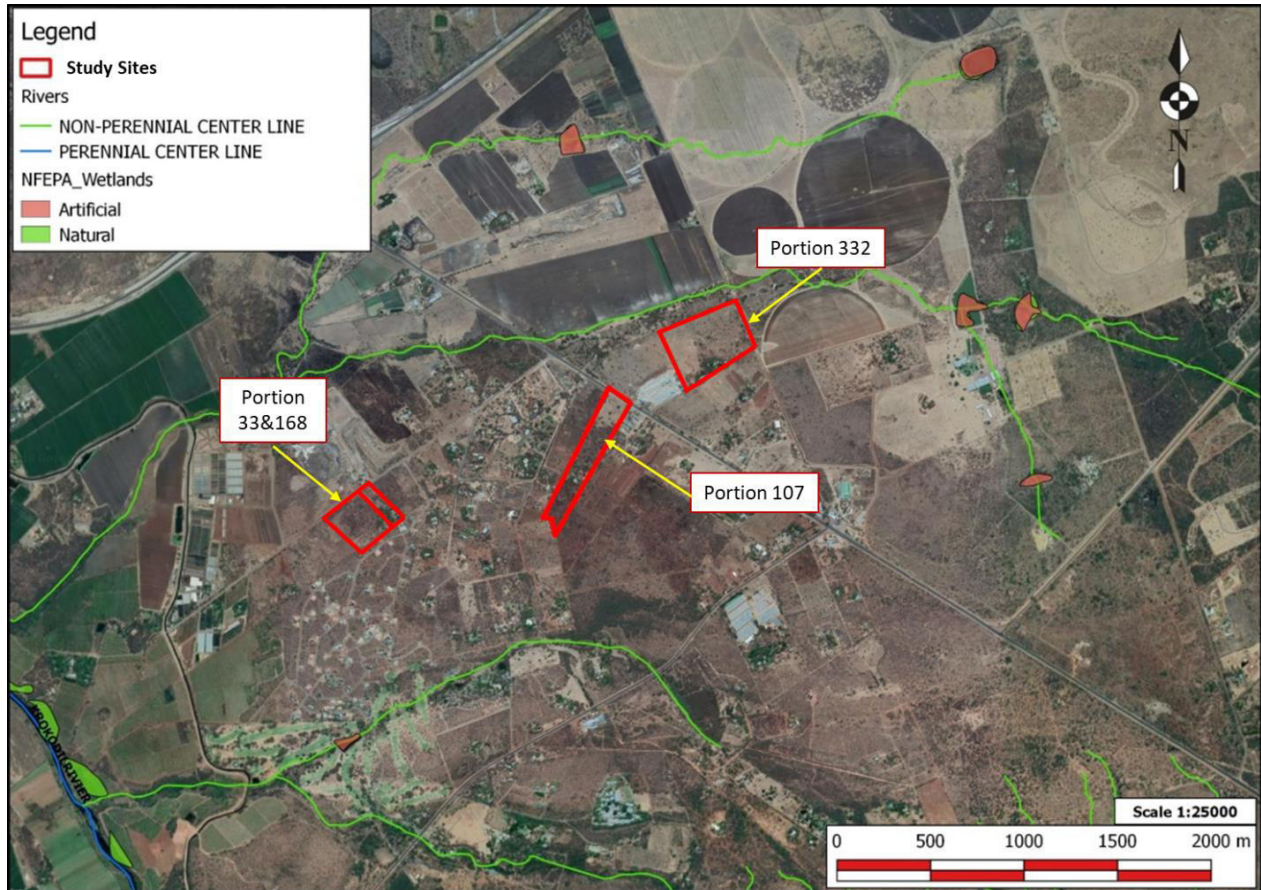 Legend
Study Sites
Rivers
NON-PERENNIAL CENTER LINE
PERENNIAL CENTER LINE
NFEPA_Wetlands
Artificial
Natural
N
Portion 332
Portion
33&168
Portion 107
KROKODILRIVIER
Scale 1:25000
0 500 1000 1500 2000 m